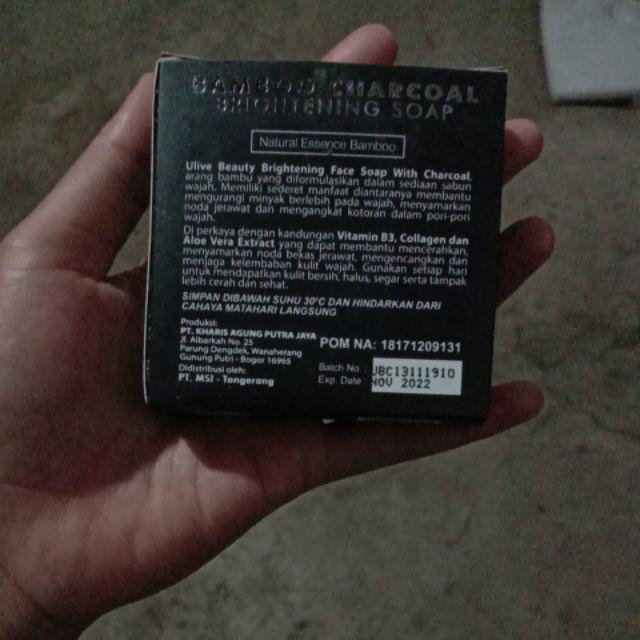 BAMBOO CHARCOAL
BRIGHTENING SOAP
Natural Essence Bamboo
Ulive Beauty Brightening Face Soap With Charcoal
arang bambu yang diformulasikan dalam sediaan sabun
wajah. Memiliki sederet manfaat diantaranya membantu
mengurangi minyak berlebih pada wajah, menyamarkan
noda jerawat dan mengangkat kotoran dalam pori-pori
wajah.
Di perkaya dengan kandungan Vitamin B3, Collagen dan
Aloe Vera Extract yang dapat membantu mencerahkan,
menyamarkan noda bekas jerawat, mengencangkan dan
menjaga kelembaban kulit wajah. Gunakan setiap hari
untuk mendapatkan kulit bersih, halus, segar serta tampak
lebih cerah dan sehat.
SIMPAN DIBAWAH SUHU 30°C DAN HINDARKAN DARI
CAHAYA MATAHARI LANGSUNG
Produksi:
PT. KHARIS AGUNG PUTRA JAYA
Jl. Albarkah No. 25
Parung Dengdek, Wanaherang
Gunung Putri - Bogor 16965
Didistribusi oleh:
PT. MSI - Tangerang
POM NA: 18171209131
Batch No : JBC13111910
Exp Date : NOV 2022